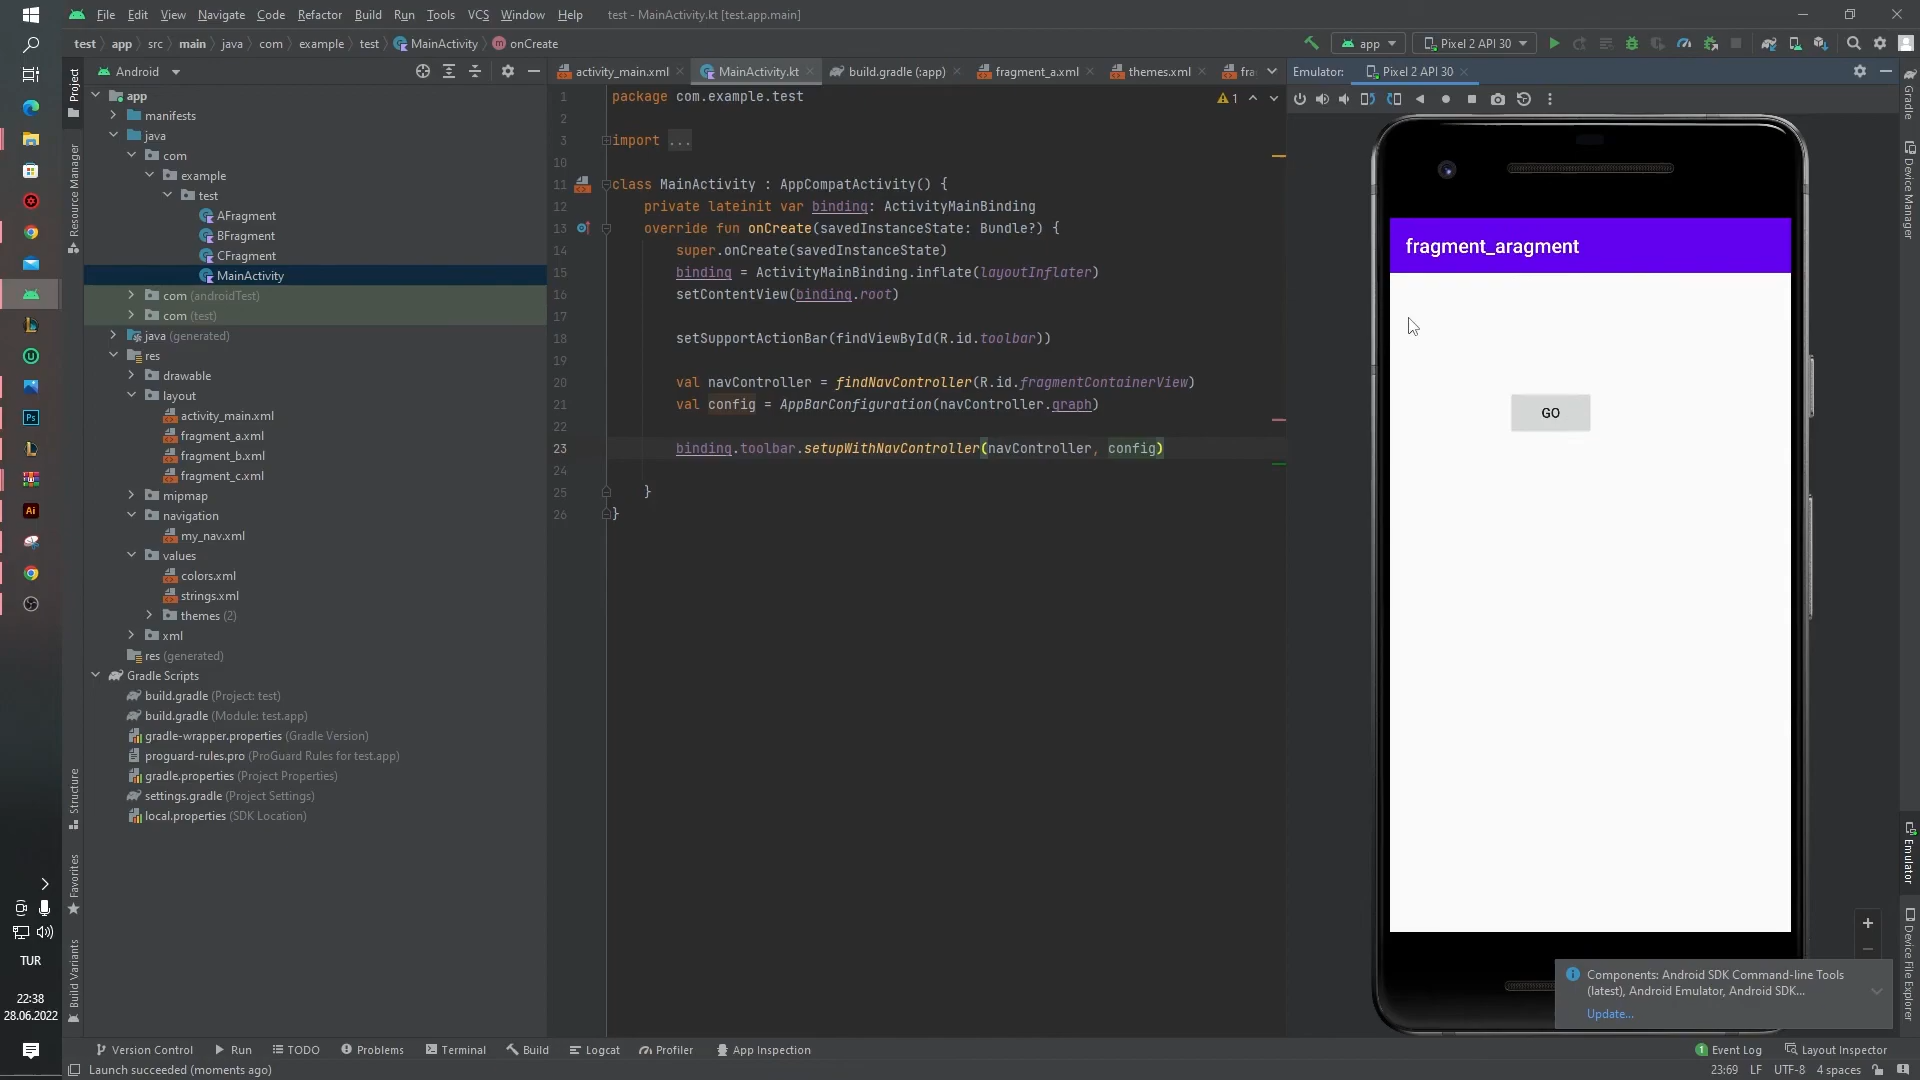 File Edit View Navigate Code Refactor Build Run Tools VCS Window Help test - MainActivity.kt [test.app.main]
test app src main java com example test MainActivity onCreate
app Pixel 2 API 30
Android
activity_main.xml MainActivity.kt build.gradle (:app) fragment_a.xml themes.xml fra
Emulator: Pixel 2 API 30
Project
Resource Manager
Structure
Favorites
Build Variants
app
manifests
java
com
example
test
AFragment
BFragment
CFragment
MainActivity
com (androidTest)
com (test)
java (generated)
res
drawable
layout
activity_main.xml
fragment_a.xml
fragment_b.xml
fragment_c.xml
mipmap
navigation
my_nav.xml
values
colors.xml
strings.xml
themes (2)
xml
res (generated)
Gradle Scripts
build.gradle (Project: test)
build.gradle (Module: test.app)
gradle-wrapper.properties (Gradle Version)
proguard-rules.pro (ProGuard Rules for test.app)
gradle.properties (Project Properties)
settings.gradle (Project Settings)
local.properties (SDK Location)
1 package com.example.test
1
2
3 import ...
10
11 class MainActivity : AppCompatActivity() {
12 private lateinit var binding: ActivityMainBinding
13 override fun onCreate(savedInstanceState: Bundle?) {
14 super.onCreate(savedInstanceState)
15 binding = ActivityMainBinding.inflate(layoutInflater)
16 setContentView(binding.root)
17
18 setSupportActionBar(findViewById(R.id.toolbar))
19
20 val navController = findNavController(R.id.fragmentContainerView)
21 val config = AppBarConfiguration(navController.graph)
22
23 binding.toolbar.setupWithNavController(navController, config)
24
25 }
26 }
fragment_aragment
GO
Components: Android SDK Command-line Tools
(latest), Android Emulator, Android SDK...
Update...
Gradle
Device Manager
Emulator
Device File Explorer
Ps
Ai
TUR
22:38
28.06.2022
Version Control Run TODO Problems Terminal Build Logcat Profiler App Inspection
1 Event Log Layout Inspector
Launch succeeded (moments ago)
23:69 LF UTF-8 4 spaces